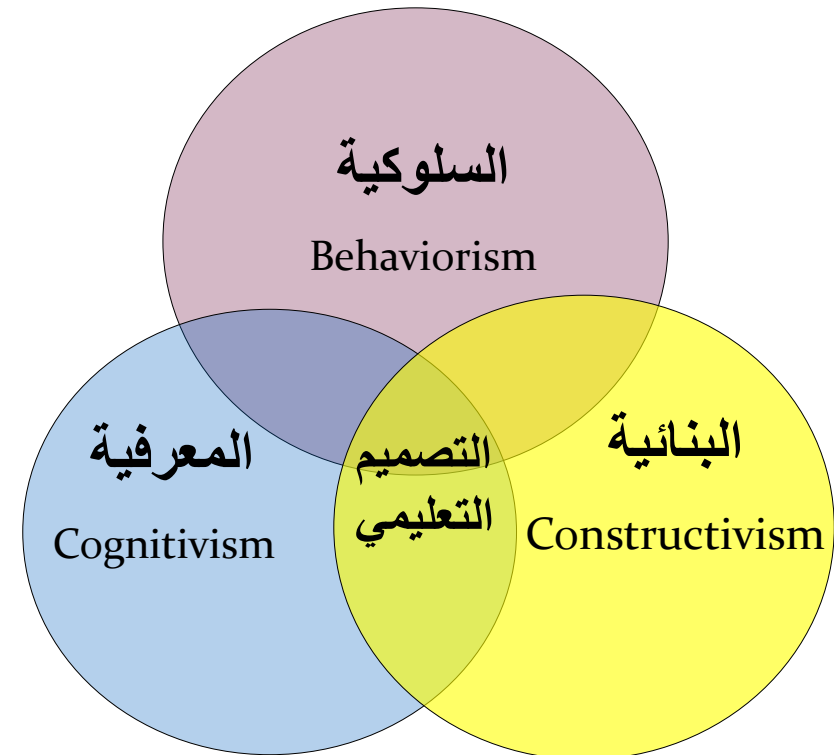 السلوكية
Behaviorism
المعرفية
Cognitivism
التصميم
التعليمي
البنائية
Constructivism